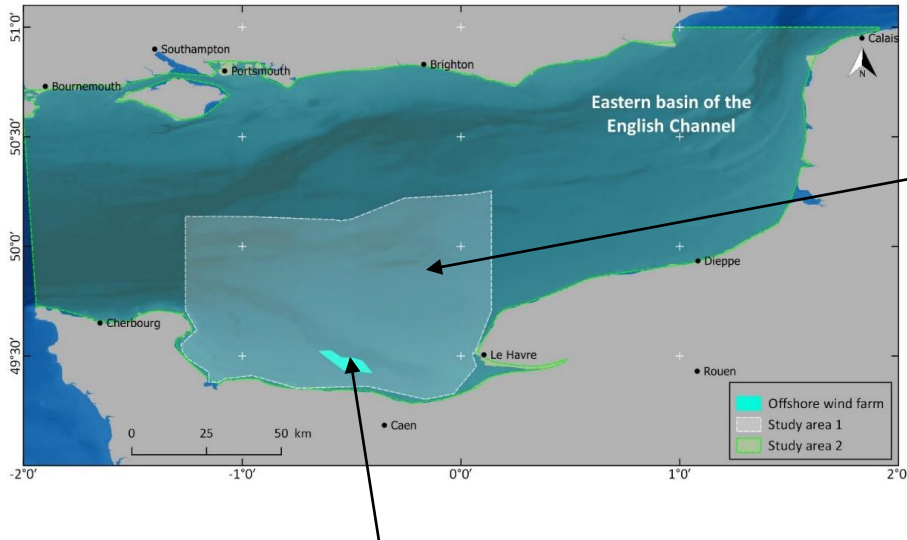 51°0'
Southampton
Calais
Portsmouth
Brighton
N
Bournemouth
Eastern basin of the
English Channel
50°30'
50°0'
Dieppe
Cherbourg
49°30'
Le Havre
Rouen
Offshore wind farm
Study area 1
Study area 2
Caen
0 25 50 km
-2°0' -1°0' 0°0' 1°0' 2°0'